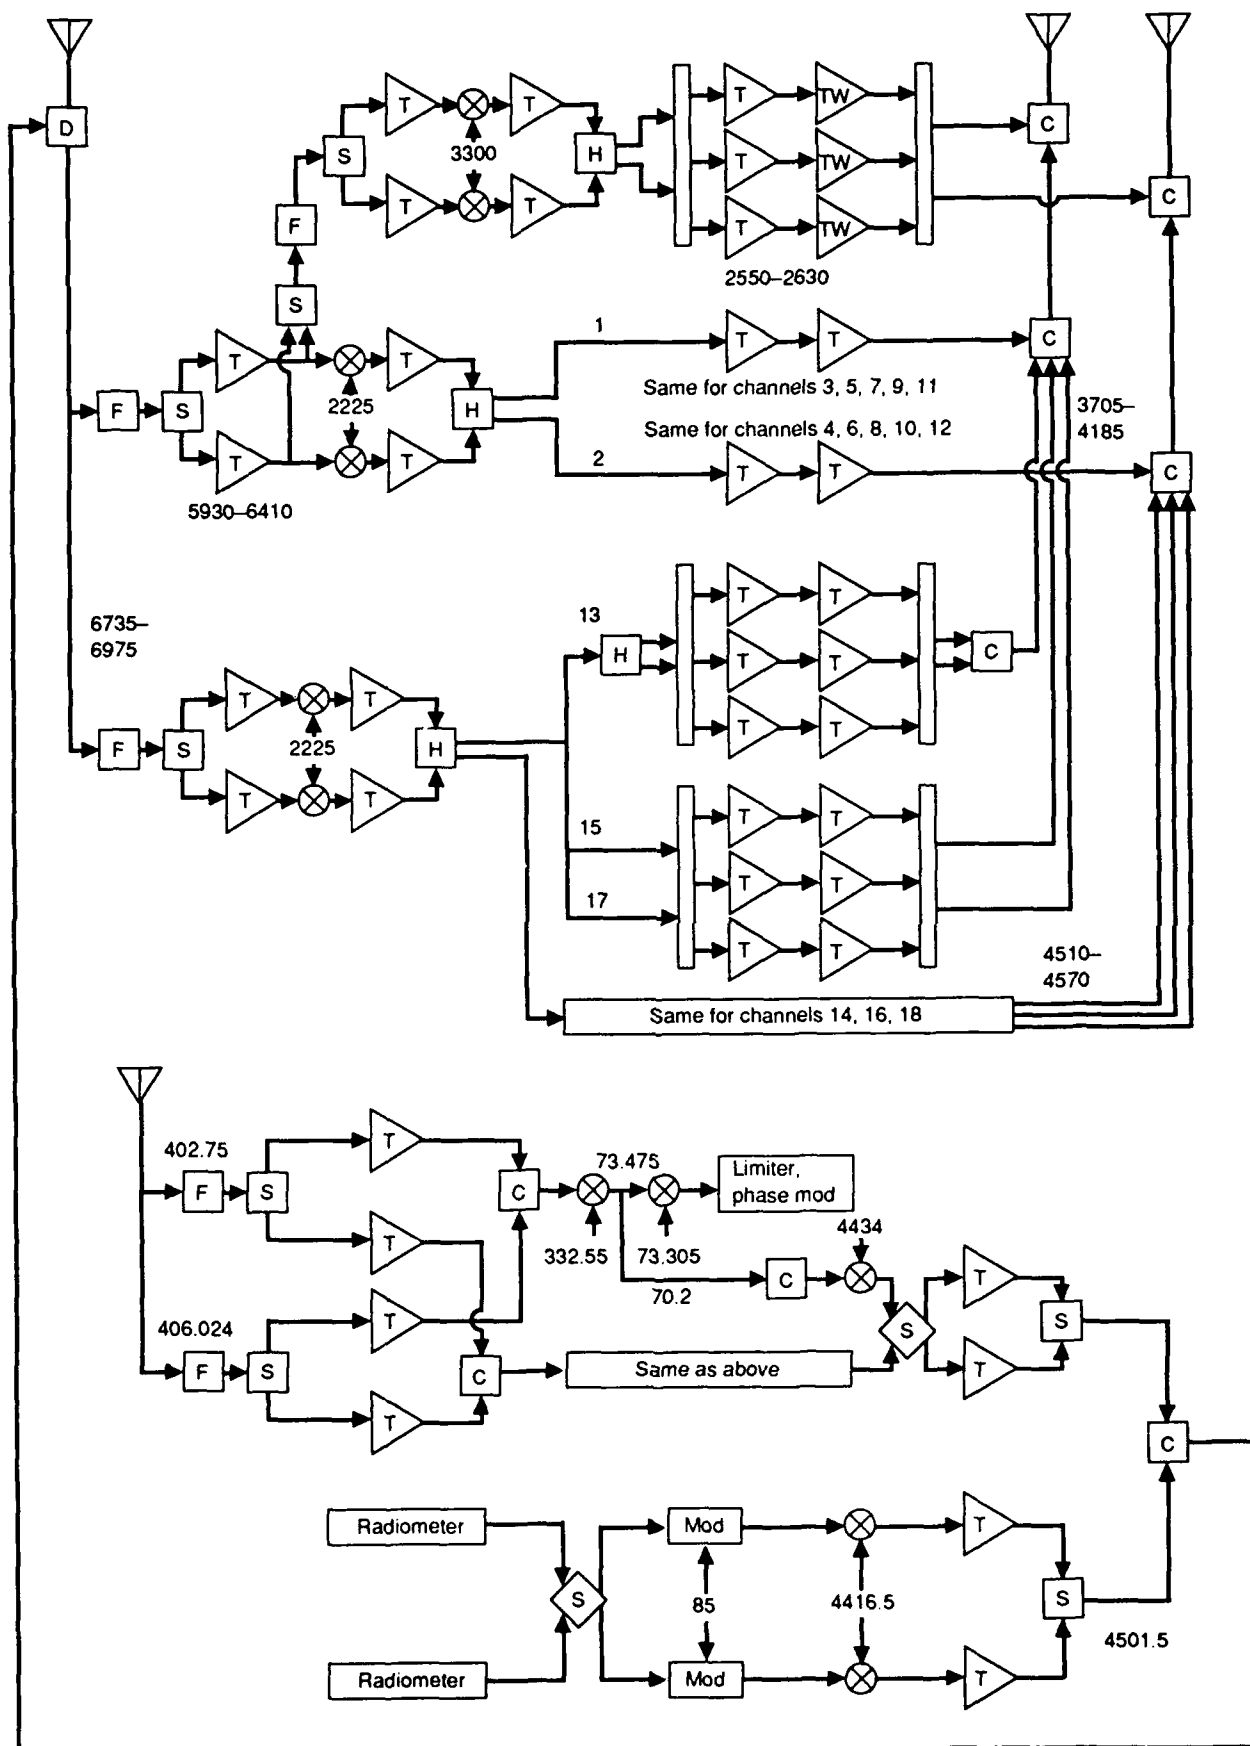 D
S
T
T
3300
T
T
H
T
TW
T
TW
T
TW
2550–2630
C
C
F
S
F
S
T
T
5930–6410
2225
T
T
H
1
T
T
C
Same for channels 3, 5, 7, 9, 11
Same for channels 4, 6, 8, 10, 12
2
T
T
3705–
4185
C
6735–
6975
F
S
T
T
2225
T
T
H
13
H
T
T
T
T
T
T
C
15
17
T
T
T
T
T
T
4510–
4570
Same for channels 14, 16, 18
402.75
F
S
T
T
406.024
F
S
T
T
C
C
73.475
332.55
73.305
Limiter,
phase mod
70.2
C
4434
Same as above
S
T
T
S
C
Radiometer
Radiometer
S
Mod
85
Mod
4416.5
T
T
S
4501.5